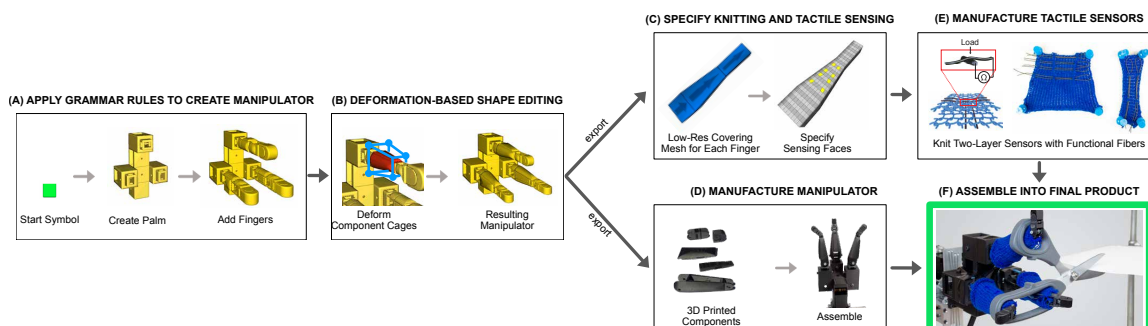 (A) APPLY GRAMMAR RULES TO CREATE MANIPULATOR
Start Symbol
Create Palm
Add Fingers
(B) DEFORMATION-BASED SHAPE EDITING
Deform
Component Cages
Resulting
Manipulator
export
export
(C) SPECIFY KNITTING AND TACTILE SENSING
Low-Res Covering
Mesh for Each Finger
Specify
Sensing Faces
(D) MANUFACTURE MANIPULATOR
3D Printed
Components
Assemble
(E) MANUFACTURE TACTILE SENSORS
Load
Ω
Knit Two-Layer Sensors with Functional Fibers
(F) ASSEMBLE INTO FINAL PRODUCT